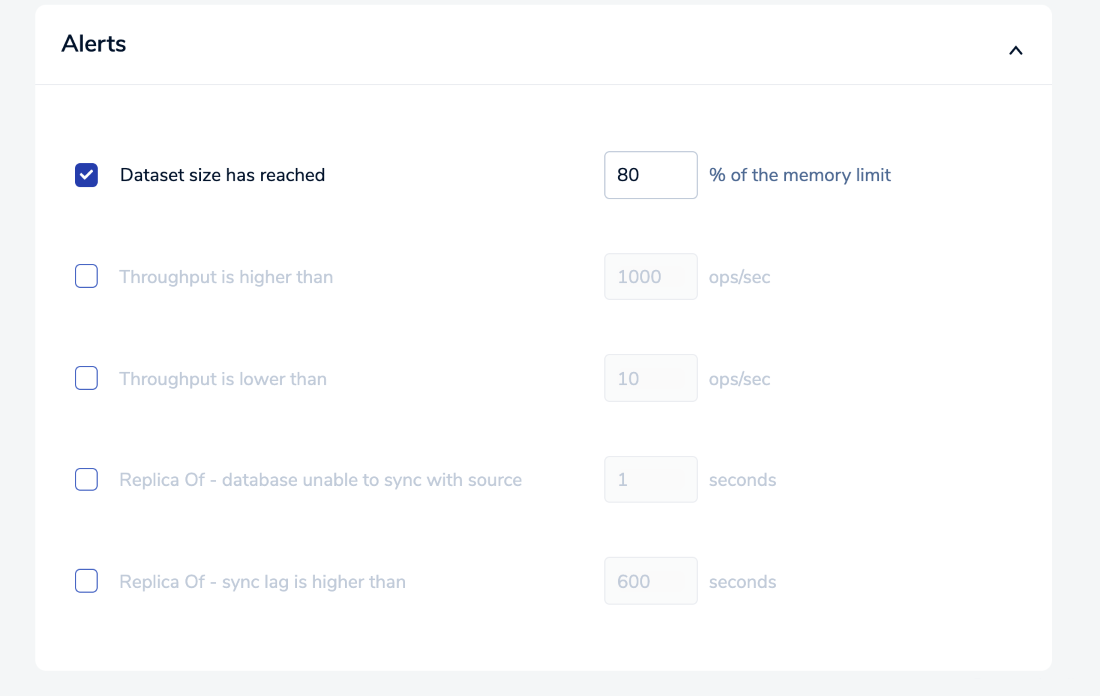 Alerts
Dataset size has reached 80 % of the memory limit
Throughput is higher than 1000 ops/sec
Throughput is lower than 10 ops/sec
Replica Of - database unable to sync with source 1 seconds
Replica Of - sync lag is higher than 600 seconds